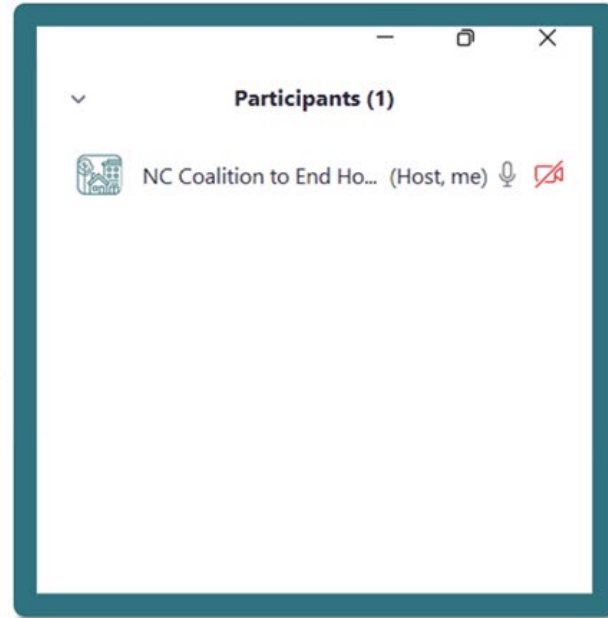 Participants (1)
NC Coalition to End Ho... (Host, me)